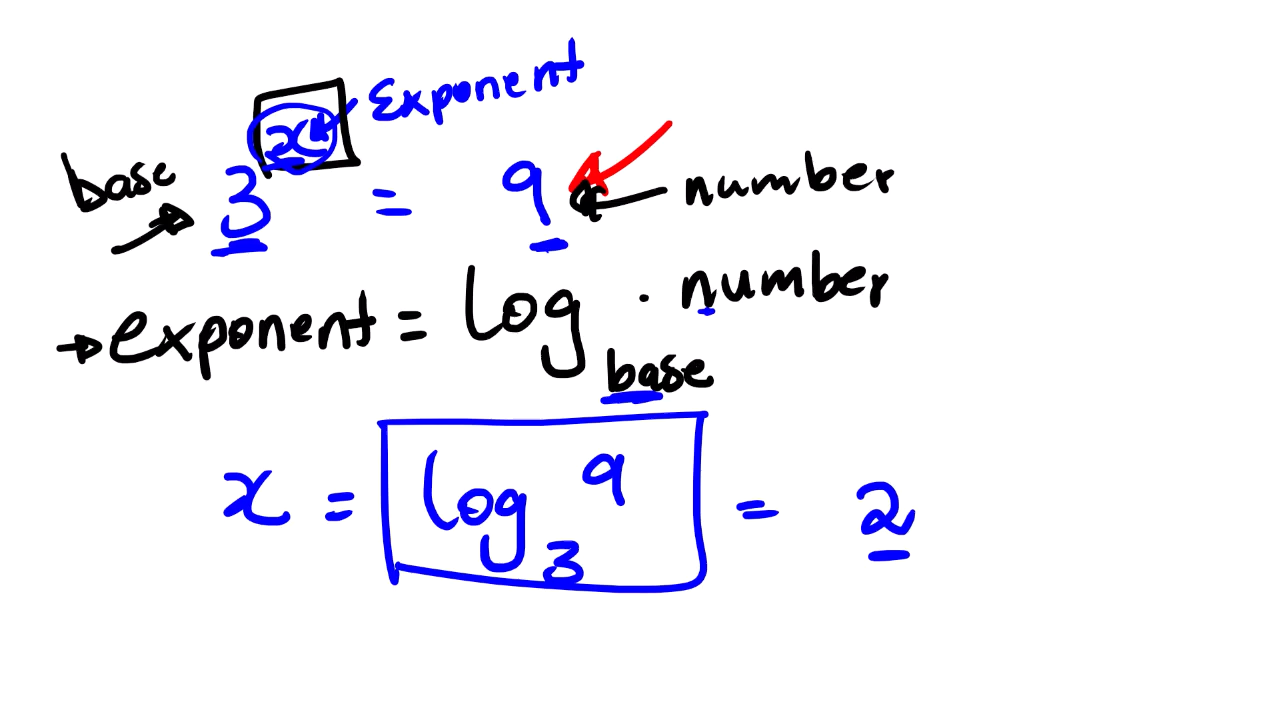 Exponent
base 3^x = 9 number
exponent = log_base . number
x = log_3 9 = 2